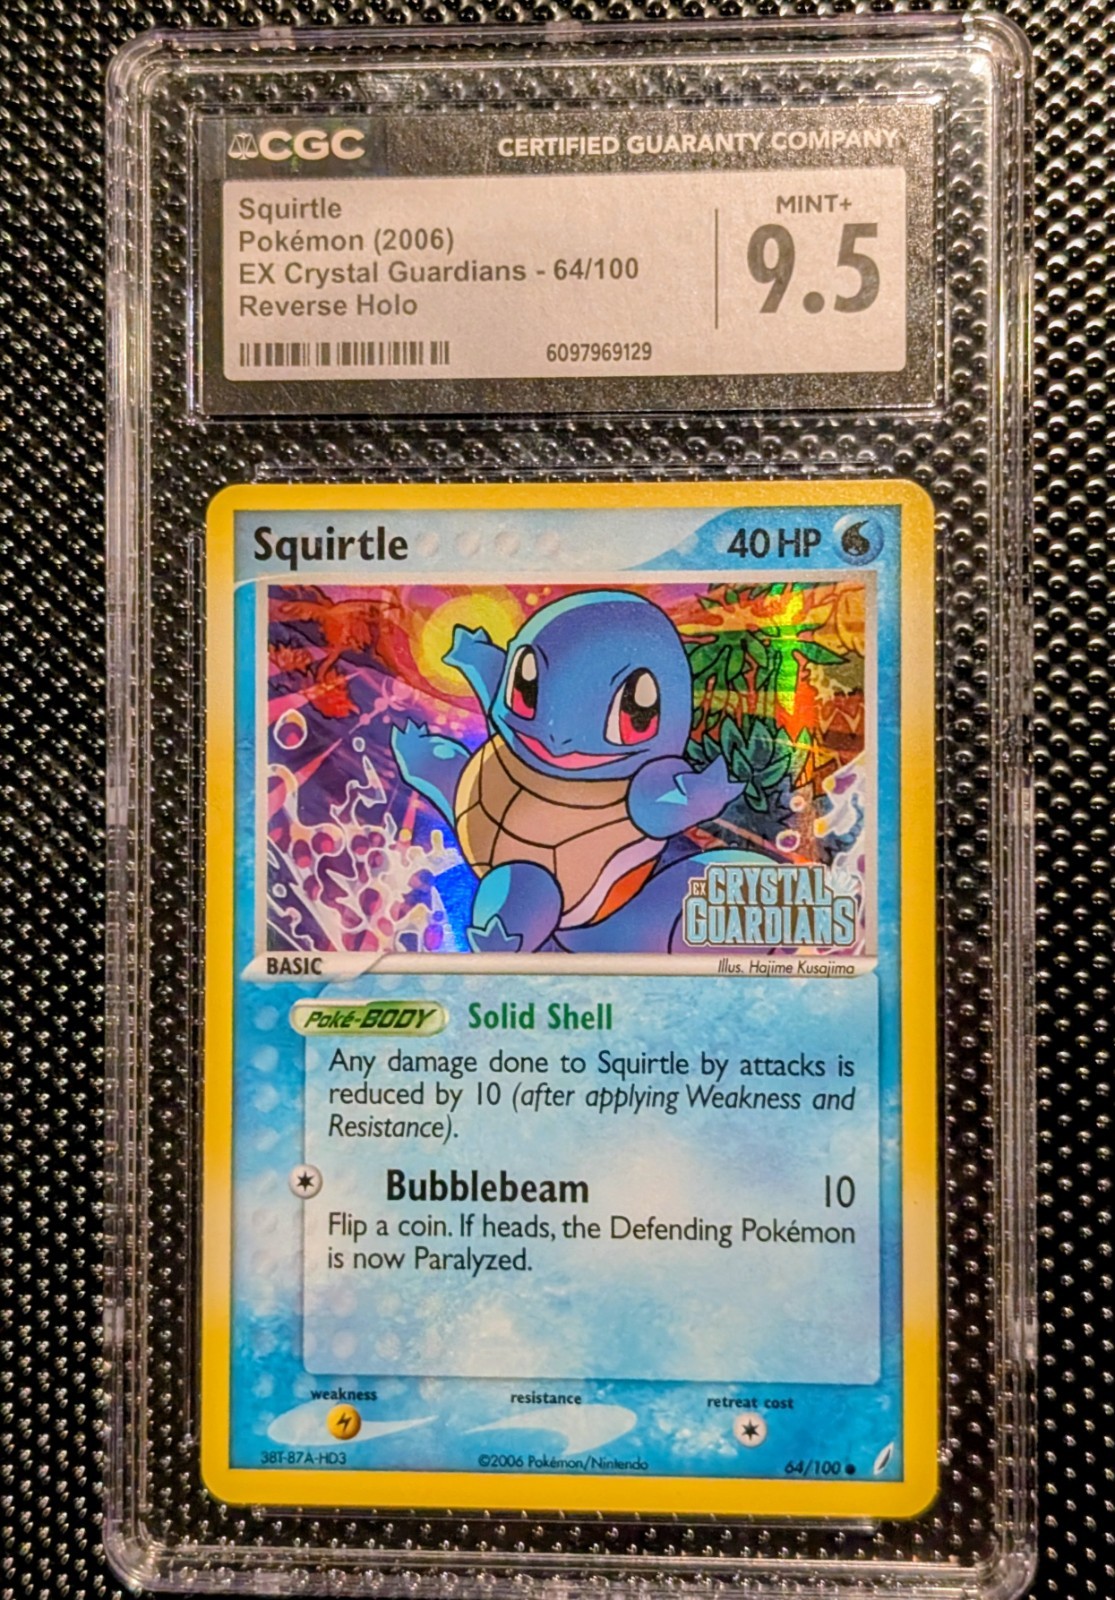 CGC
CERTIFIED GUARANTY COMPANY
Squirtle
Pokémon (2006)
EX Crystal Guardians - 64/100
Reverse Holo
MINT+
9.5
6097969129
Squirtle
40 HP
EX CRYSTAL
GUARDIANS
BASIC
Illus. Hajime Kusajima
Poké-BODY Solid Shell
Any damage done to Squirtle by attacks is
reduced by 10 (after applying Weakness and
Resistance).
Bubblebeam 10
Flip a coin. If heads, the Defending Pokémon
is now Paralyzed.
weakness
resistance
retreat cost
38T-87A-HD3
©2006 Pokémon/Nintendo
64/100